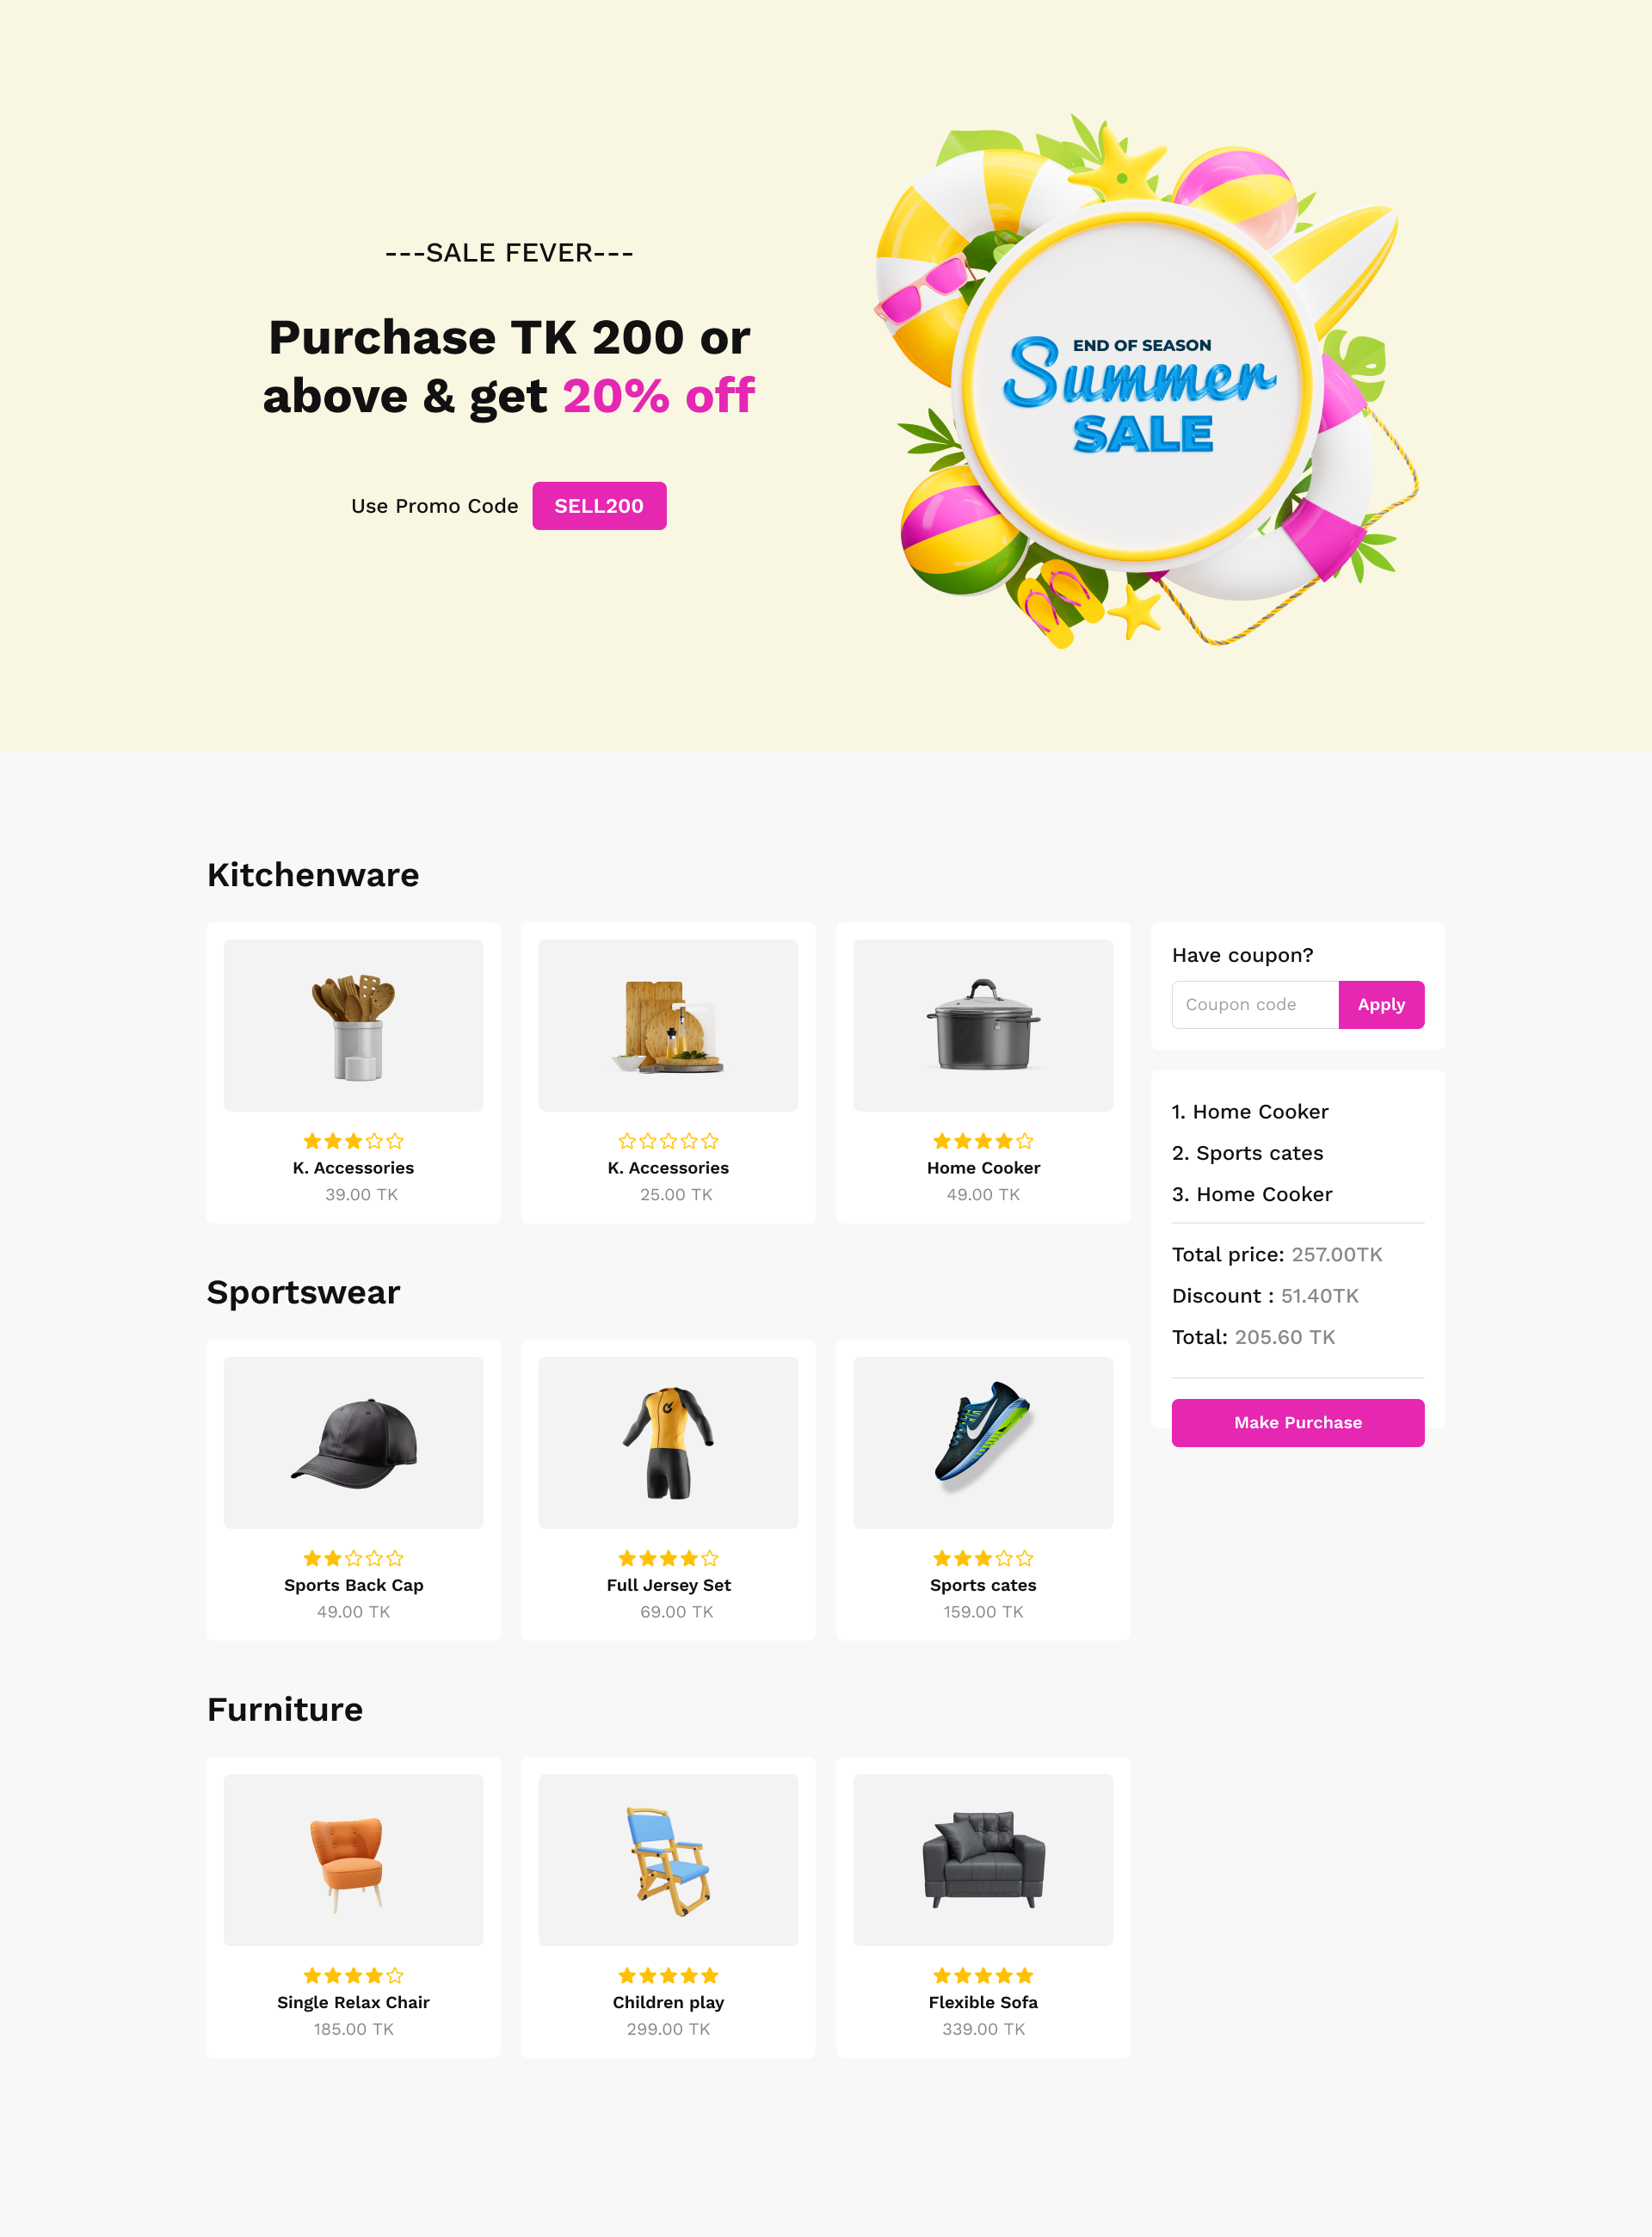 ---SALE FEVER---
Purchase TK 200 or
above & get 20% off
Use Promo Code SELL200
END OF SEASON
Summer
SALE
Kitchenware
K. Accessories
39.00 TK
K. Accessories
25.00 TK
Home Cooker
49.00 TK
Have coupon?
Coupon code Apply
1. Home Cooker
2. Sports cates
3. Home Cooker
Total price: 257.00TK
Discount : 51.40TK
Total: 205.60 TK
Make Purchase
Sportswear
Sports Back Cap
49.00 TK
Full Jersey Set
69.00 TK
Sports cates
159.00 TK
Furniture
Single Relax Chair
185.00 TK
Children play
299.00 TK
Flexible Sofa
339.00 TK